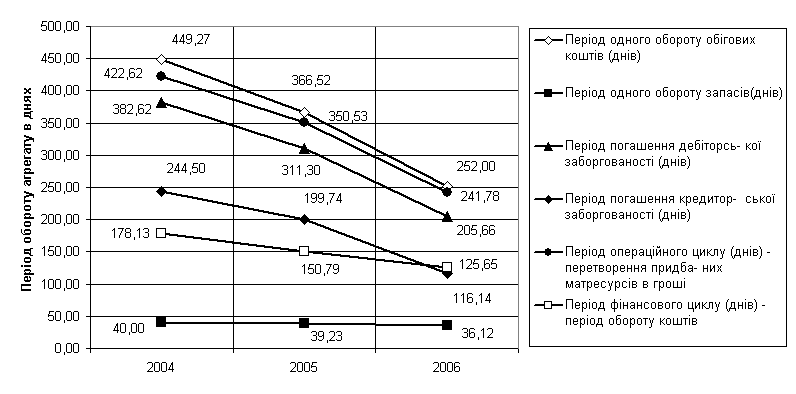 Період обороту агрегату в днях
500,00
450,00
400,00
350,00
300,00
250,00
200,00
150,00
100,00
50,00
0,00
449,27
422,62
382,62
244,50
178,13
40,00
366,52
350,53
311,30
199,74
150,79
39,23
252,00
241,78
205,66
125,65
116,14
36,12
2004 2005 2006
Період одного обороту обігових
коштів (днів)
Період одного обороту запасів(днів)
Період погашення дебіторсь- кої
заборгованості (днів)
Період погашення кредитор- ської
заборгованості (днів)
Період операційного циклу (днів) -
перетворення придба- них
матресурсів в гроші
Період фінансового циклу (днів) -
період обороту коштів